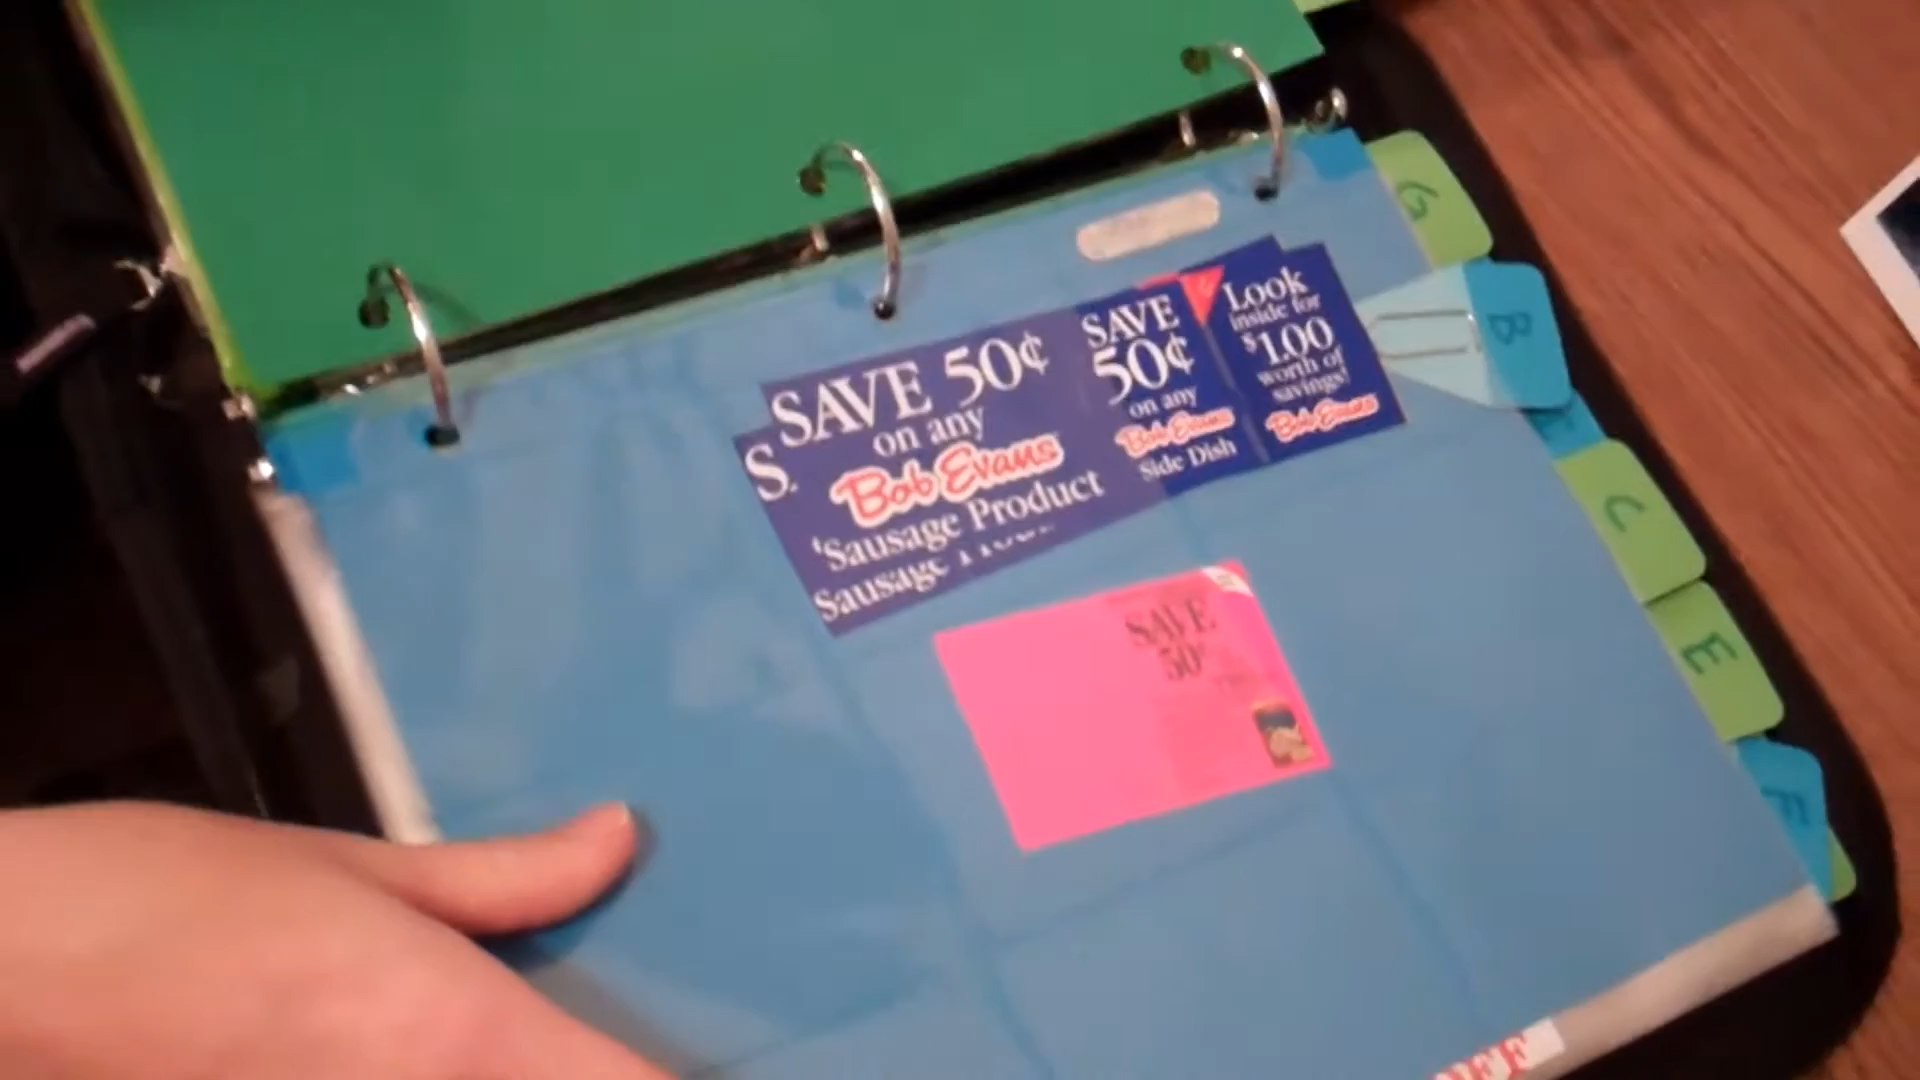 SAVE 50¢
on any
Bob Evans
Sausage Product
S
Sausage
SAVE
50¢
on any
Bob Evans
Side Dish
Look
inside for
$1.00
worth of
savings!
Bob Evans
SAVE
50¢
G
B
C
E
F